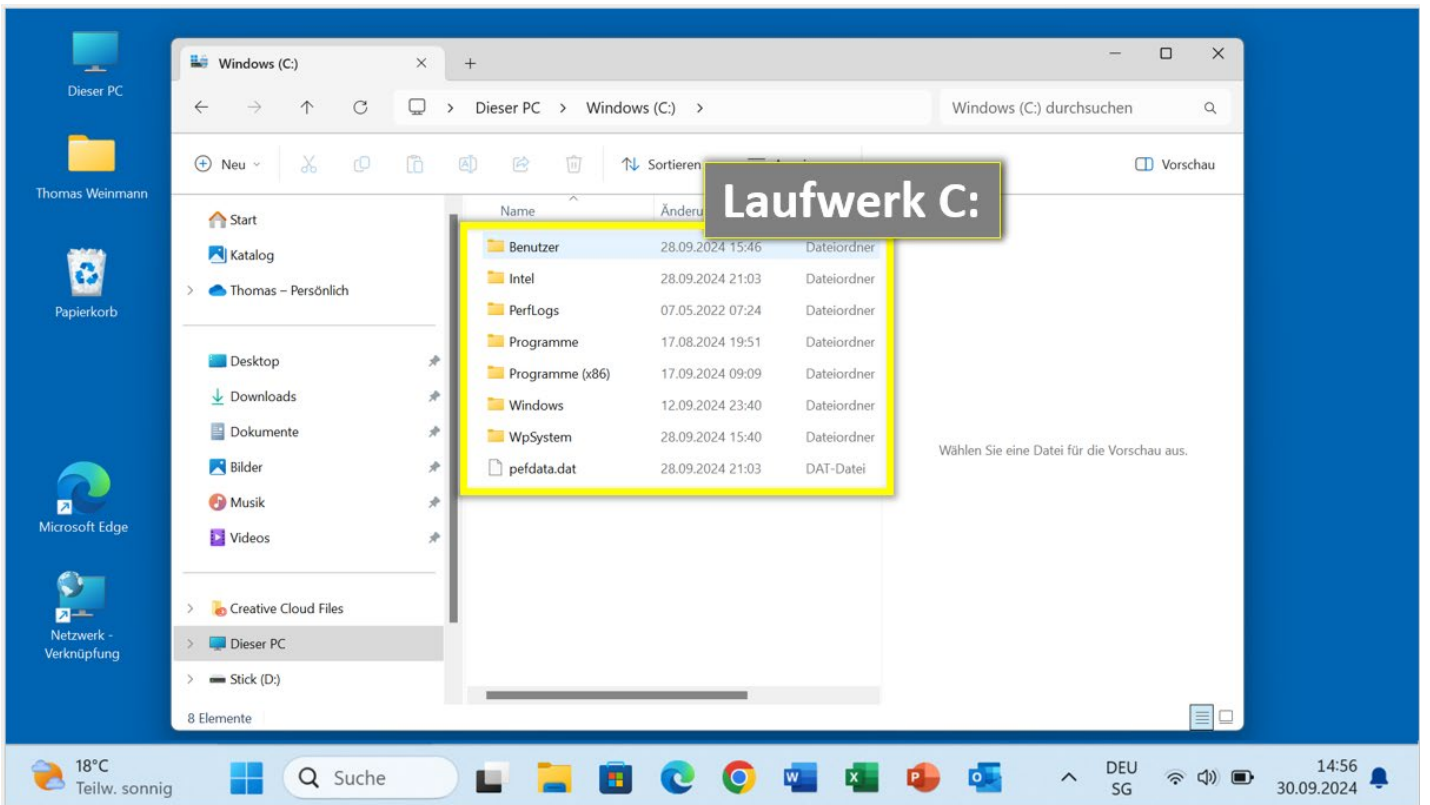 Dieser PC
Thomas Weinmann
Papierkorb
Microsoft Edge
Netzwerk -
Verknüpfung
Windows (C:)
Dieser PC > Windows (C:) >
Windows (C:) durchsuchen
Neu
Sortieren
Vorschau
Laufwerk C:
Start
Katalog
Thomas – Persönlich
Desktop
Downloads
Dokumente
Bilder
Musik
Videos
Creative Cloud Files
Dieser PC
Stick (D:)
Name
Benutzer 28.09.2024 15:46 Dateiordner
Intel 28.09.2024 21:03 Dateiordner
PerfLogs 07.05.2022 07:24 Dateiordner
Programme 17.08.2024 19:51 Dateiordner
Programme (x86) 17.09.2024 09:09 Dateiordner
Windows 12.09.2024 23:40 Dateiordner
WpSystem 28.09.2024 15:40 Dateiordner
pefdata.dat 28.09.2024 21:03 DAT-Datei
Wählen Sie eine Datei für die Vorschau aus.
8 Elemente
18°C
Teilw. sonnig
Suche
DEU
SG
14:56
30.09.2024